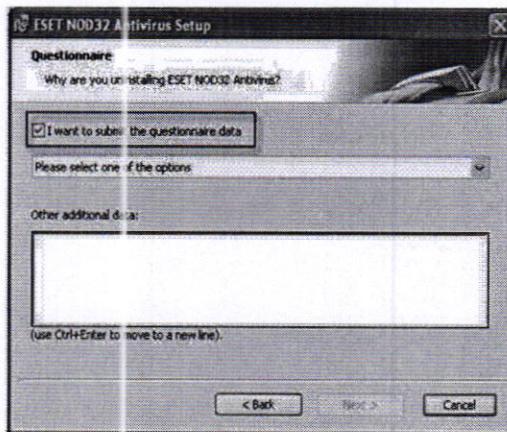 ESET NOD32 Antivirus Setup
Questionnaire
Why are you uninstalling ESET NOD32 Antivirus?
I want to submit the questionnaire data
Please select one of the options
Other additional data:
(use Ctrl+Enter to move to a new line).
< Back
Next >
Cancel